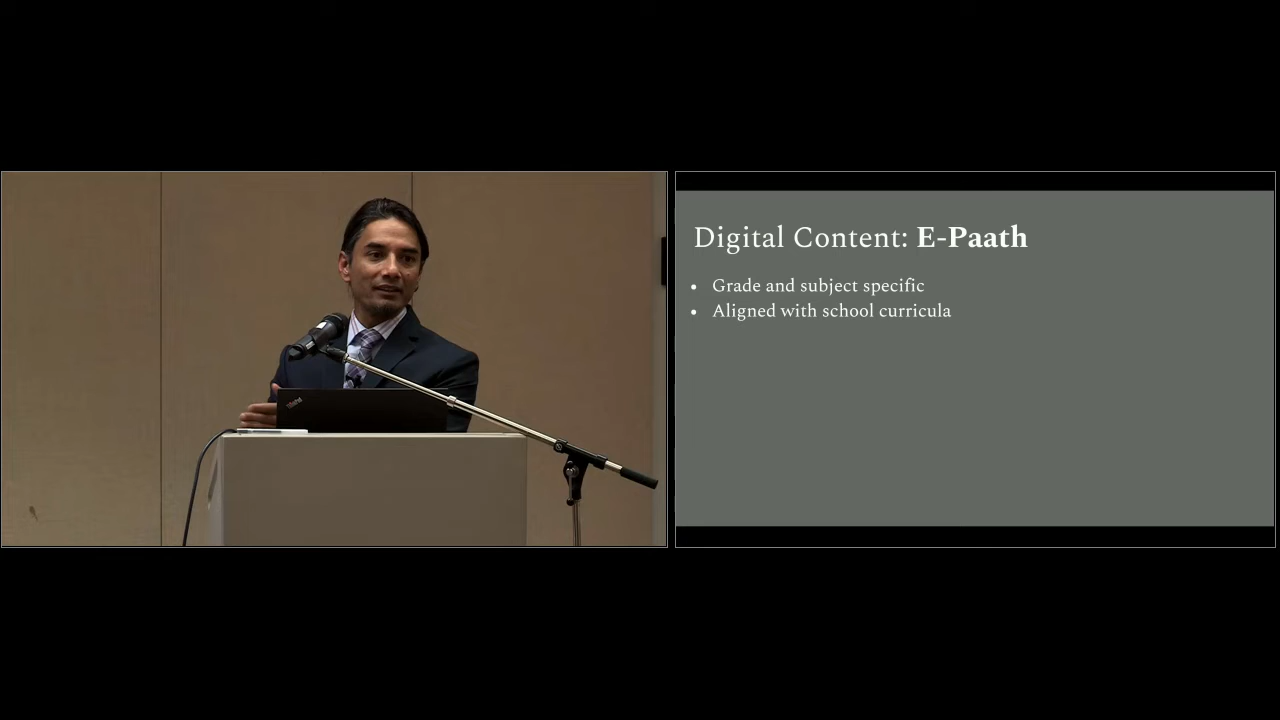 Digital Content: E-Paath
• Grade and subject specific
• Aligned with school curricula